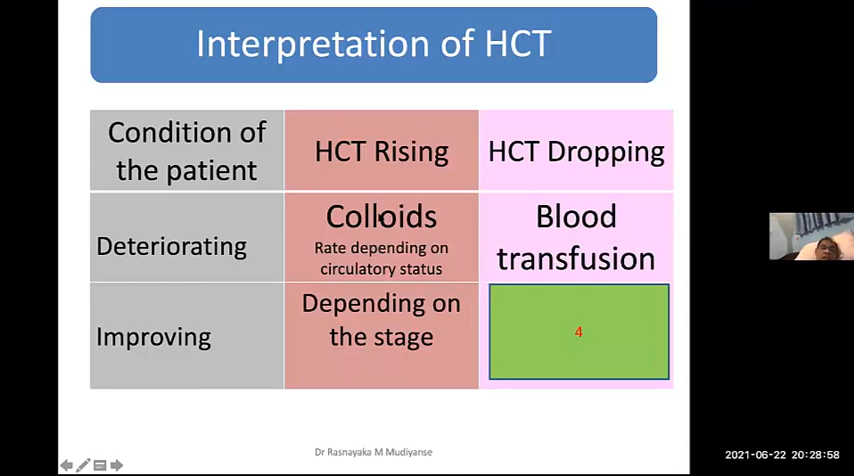 Interpretation of HCT
Condition of
the patient
HCT Rising
HCT Dropping
Deteriorating
Colloids
Rate depending on
circulatory status
Blood
transfusion
Improving
Depending on
the stage
4
Dr Rasnayaka M Mudiyanse
2021-06-22 20:28:58